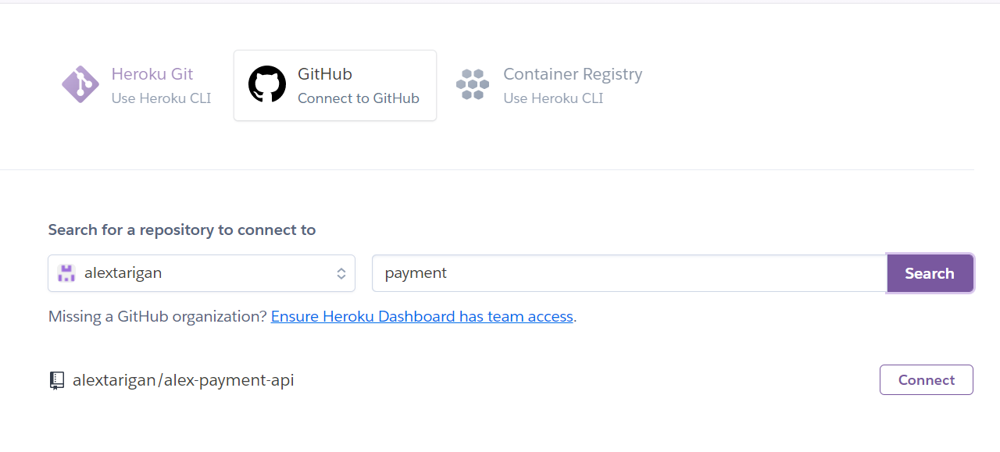 Heroku Git
Use Heroku CLI
GitHub
Connect to GitHub
Container Registry
Use Heroku CLI
Search for a repository to connect to
alextarigan
payment
Search
Missing a GitHub organization? Ensure Heroku Dashboard has team access.
alextarigan/alex-payment-api
Connect